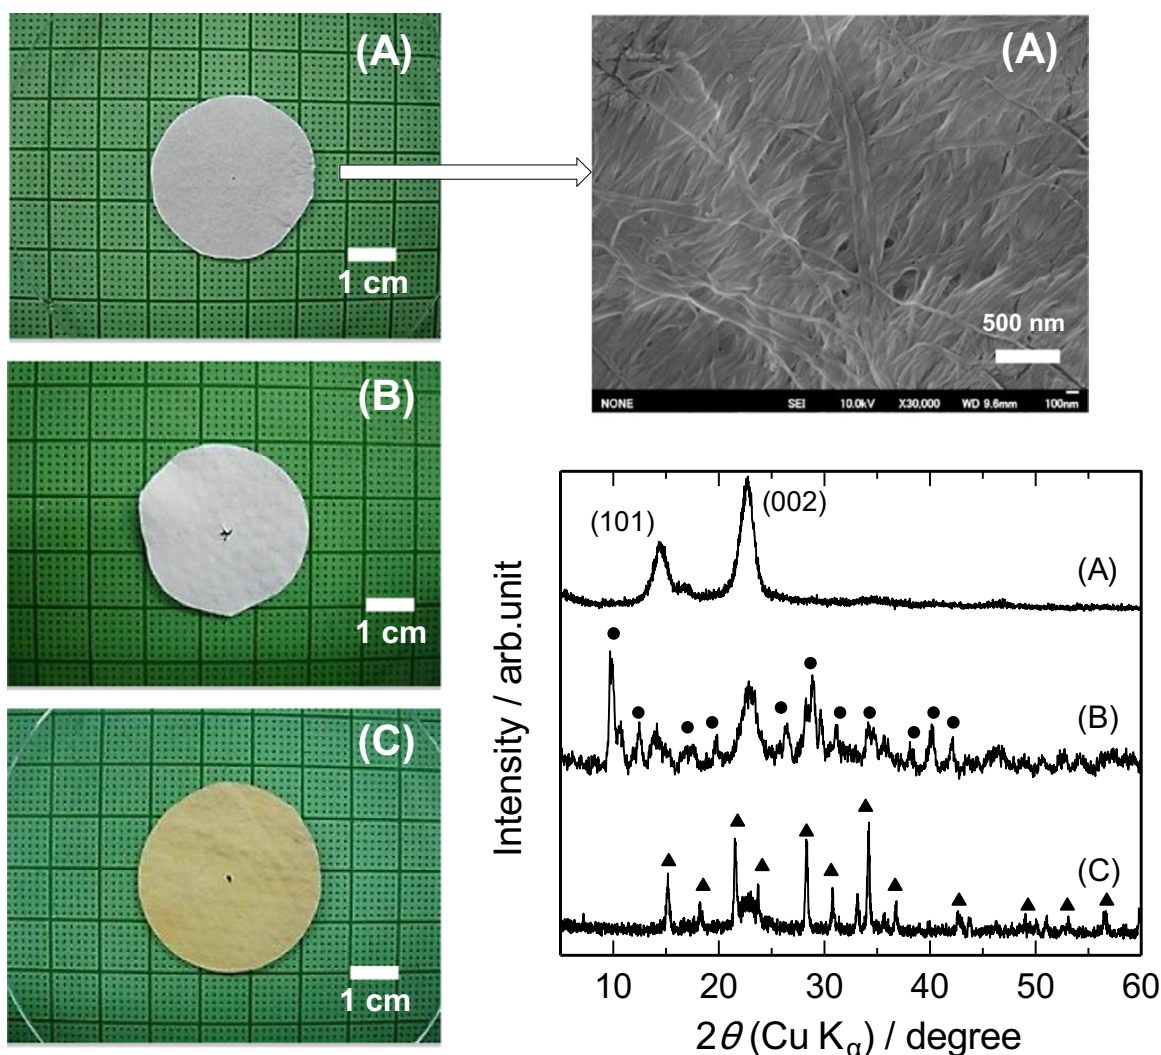 (A)
1 cm
(A)
500 nm
NONE SEI 10.0kV X30,000 WD 9.6mm 100nm
(B)
1 cm
(C)
1 cm
(101)
(002)
(A)
(B)
(C)
Intensity / arb.unit
10 20 30 40 50 60
2θ (Cu Kα) / degree